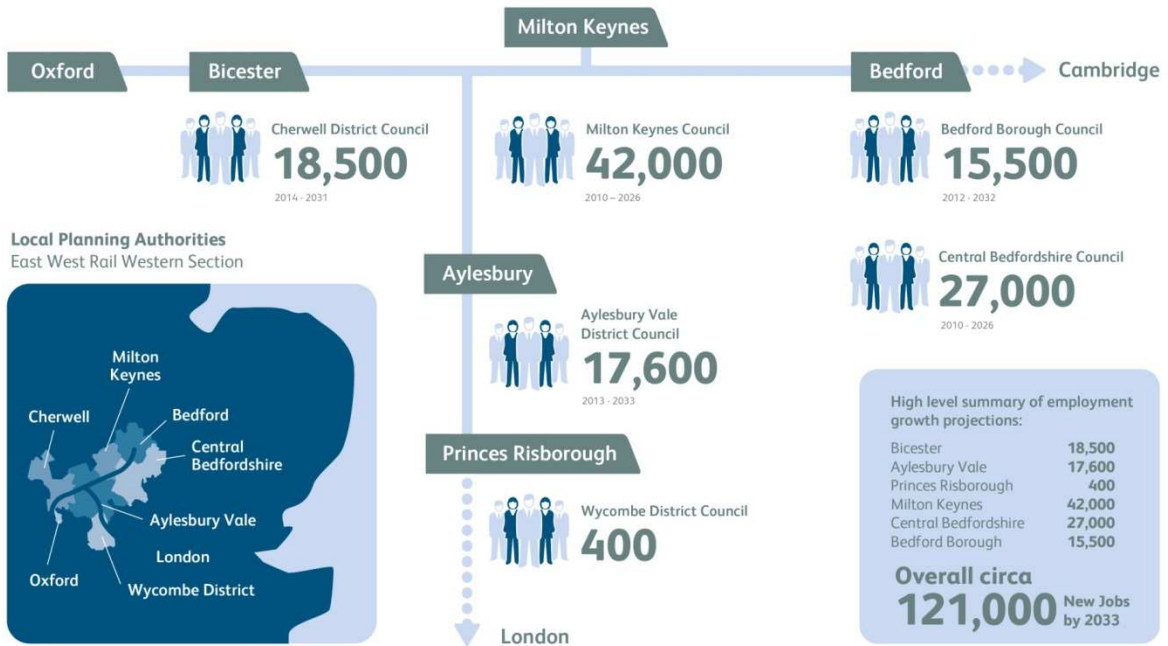 Milton Keynes
Oxford
Bicester
Bedford
Cambridge
Cherwell District Council
18,500
2014 - 2031
Milton Keynes Council
42,000
2010 – 2026
Bedford Borough Council
15,500
2012 - 2032
Local Planning Authorities
East West Rail Western Section
Aylesbury
Central Bedfordshire Council
27,000
2010 - 2026
Aylesbury Vale
District Council
17,600
2013 - 2033
Milton
Keynes
Cherwell
Bedford
Central
Bedfordshire
Aylesbury Vale
London
Oxford
Wycombe District
Princes Risborough
Wycombe District Council
400
London
High level summary of employment
growth projections:
Bicester 18,500
Aylesbury Vale 17,600
Princes Risborough 400
Milton Keynes 42,000
Central Bedfordshire 27,000
Bedford Borough 15,500
Overall circa
121,000 New Jobs
by 2033